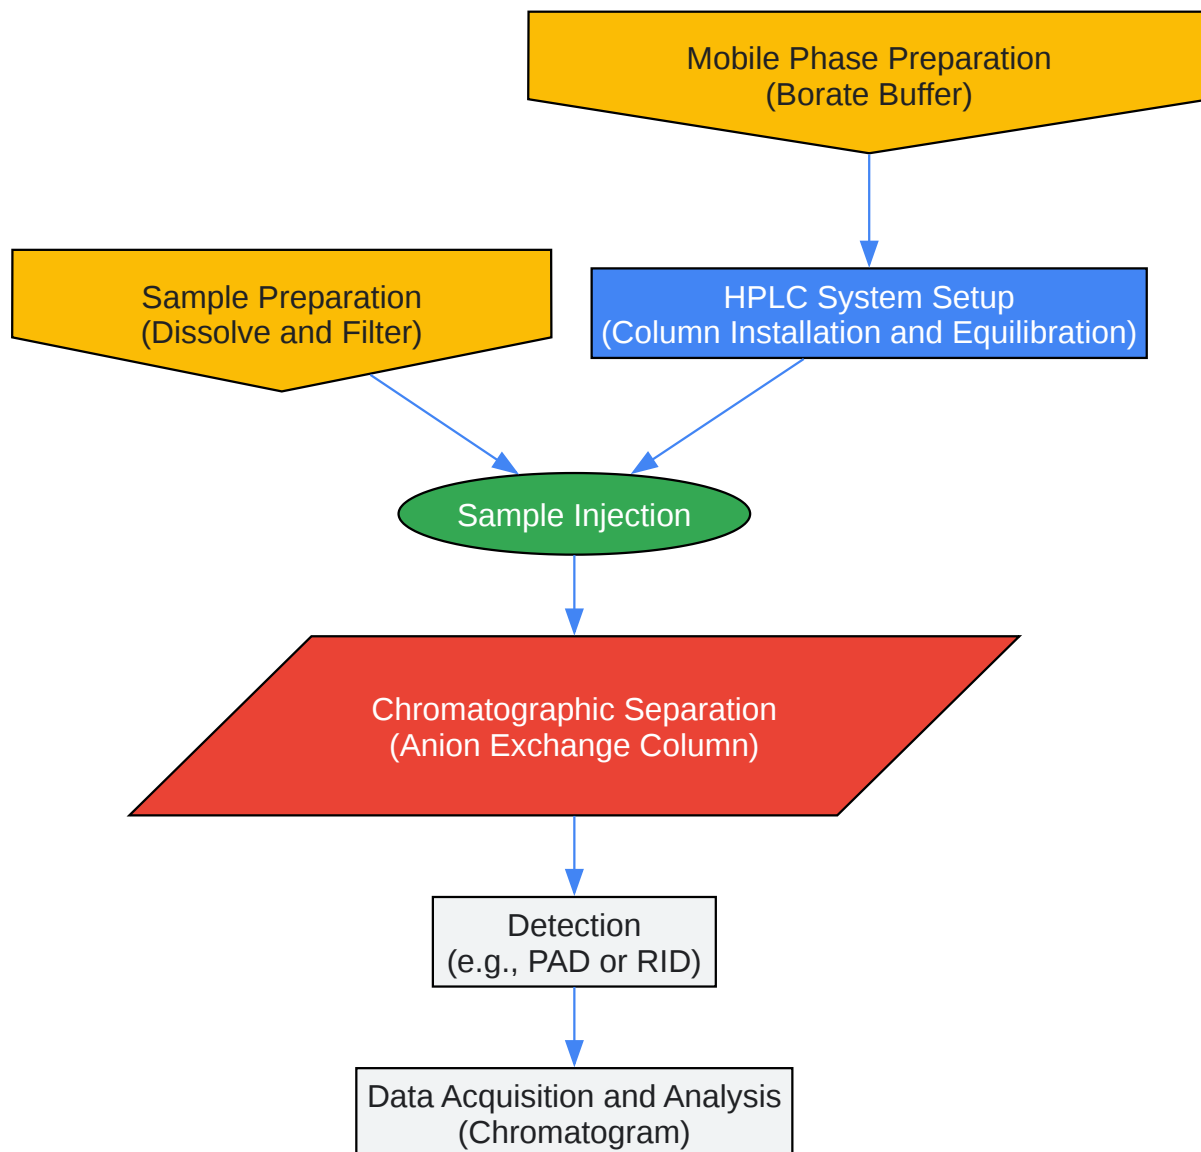 Mobile Phase Preparation
(Borate Buffer)
Sample Preparation
(Dissolve and Filter)
HPLC System Setup
(Column Installation and Equilibration)
Sample Injection
Chromatographic Separation
(Anion Exchange Column)
Detection
(e.g., PAD or RID)
Data Acquisition and Analysis
(Chromatogram)